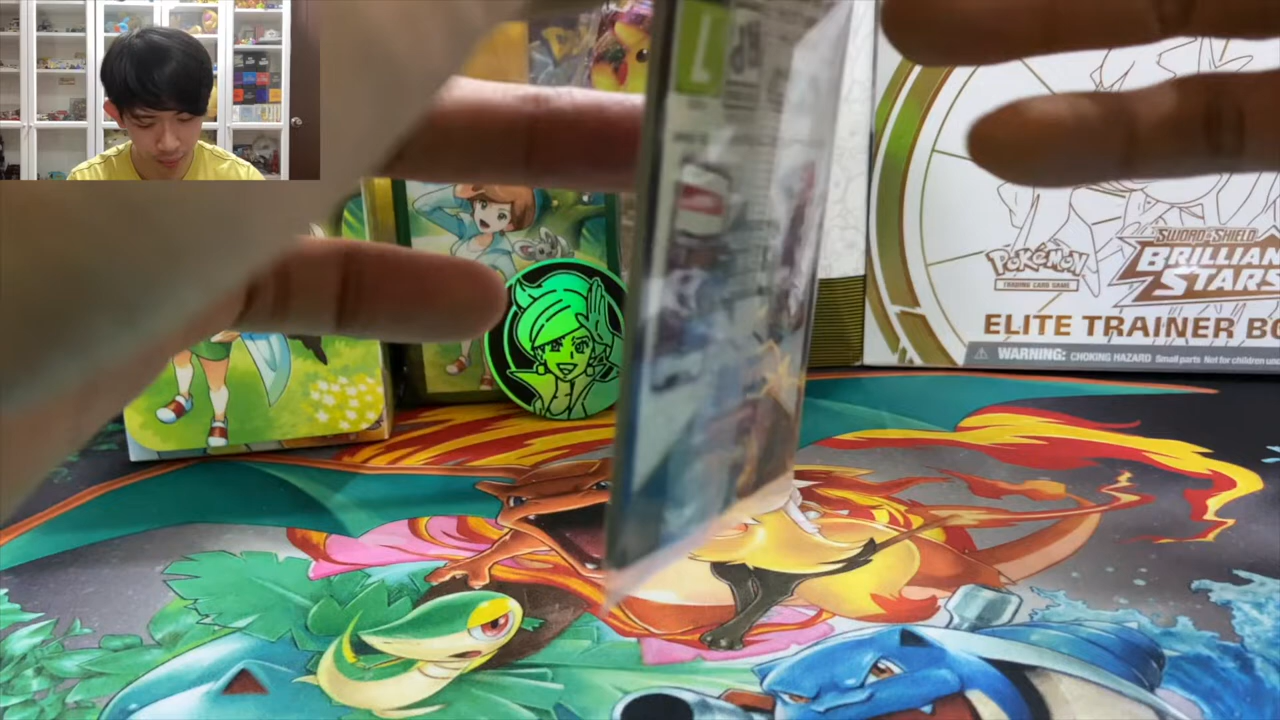 POKÉMON
TRADING CARD GAME
SWORD & SHIELD
BRILLIAN
STARS
ELITE TRAINER BO
WARNING: CHOKING HAZARD Small parts Not for children un